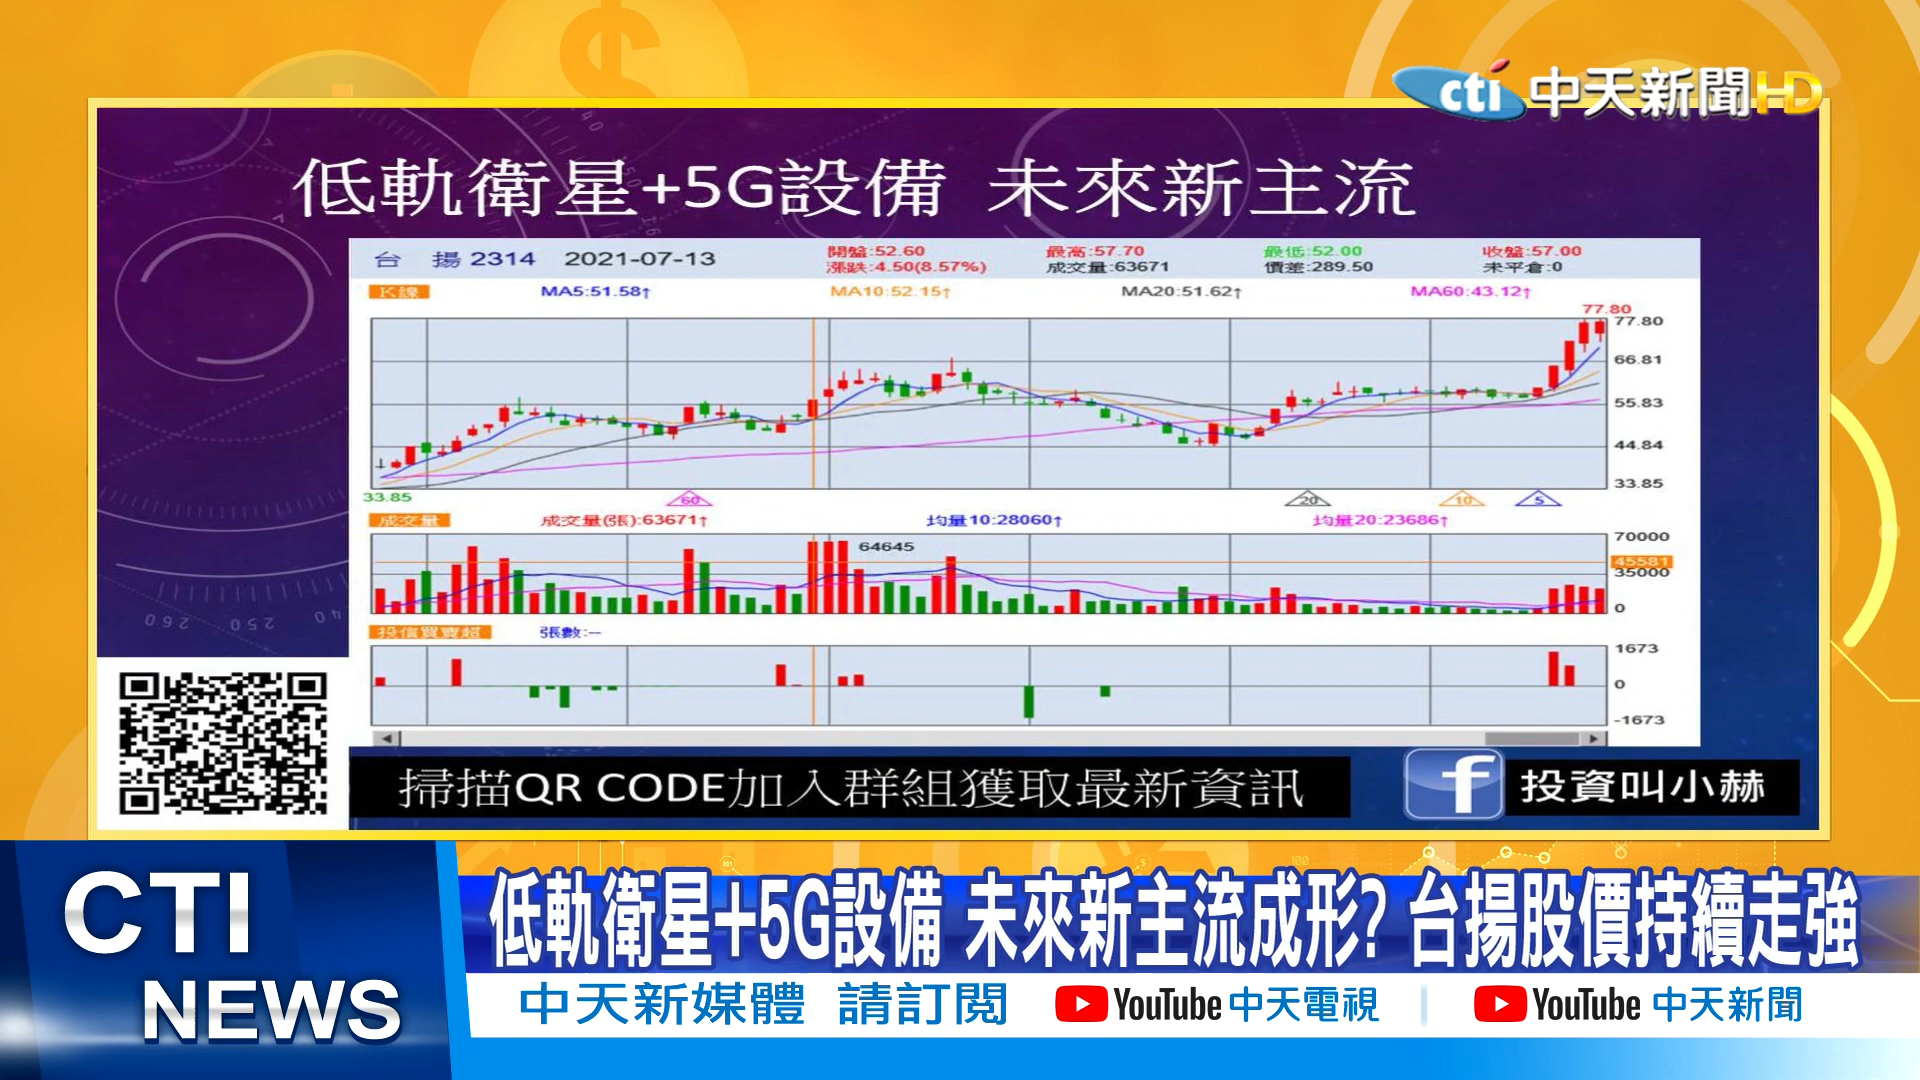 cti 中天新聞HD
低軌衛星+5G設備 未來新主流
台 揚 2314 2021-07-13 開盤:52.60 最高:57.70 最低:52.00 收盤:57.00
漲跌:4.50(8.57%) 成交量:63671 價差:289.50 未平倉:0
K線 MA5:51.58↑ MA10:52.15↑ MA20:51.62↑ MA60:43.12↑
77.80
77.80
66.81
55.83
44.84
33.85
33.85
60 20 10 5
成交量 成交量(張):63671↑ 均量10:28060↑ 均量20:23686↑
70000
64645
45581
35000
0
投信買賣超 張數:--
1673
0
-1673
掃描QR CODE加入群組獲取最新資訊
f 投資叫小赫
CTI
NEWS
低軌衛星+5G設備 未來新主流成形? 台揚股價持續走強
中天新媒體 請訂閱 YouTube 中天電視 | YouTube 中天新聞